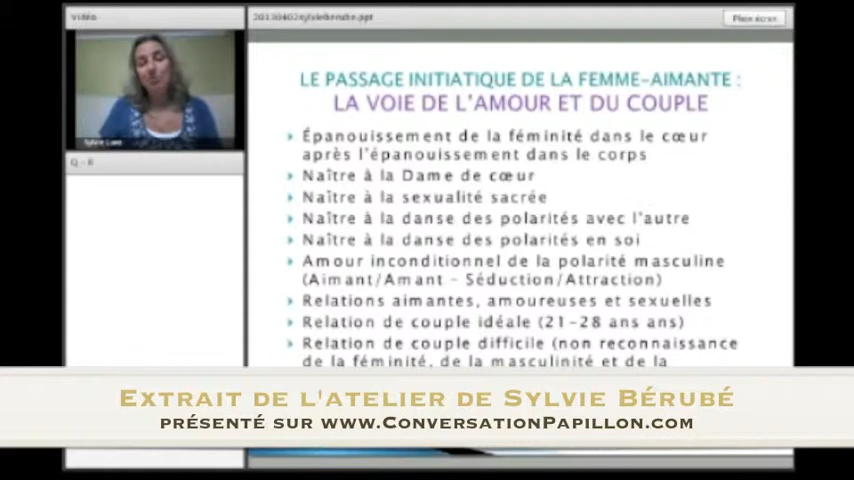 Vidéo
20130402sylvieberube.ppt
Plein écran
LE PASSAGE INITIATIQUE DE LA FEMME-AIMANTE :
LA VOIE DE L'AMOUR ET DU COUPLE
Épanouissement de la féminité dans le cœur
après l'épanouissement dans le corps
Naître à la Dame de cœur
Naître à la sexualité sacrée
Naître à la danse des polarités avec l'autre
Naître à la danse des polarités en soi
Amour inconditionnel de la polarité masculine
(Aimant/Amant - Séduction/Attraction)
Relations aimantes, amoureuses et sexuelles
Relation de couple idéale (21-28 ans ans)
Relation de couple difficile (non reconnaissance
de la féminité, de la masculinité et de la
Sylvie
Q - R
EXTRAIT DE L'ATELIER DE SYLVIE BÉRUBÉ
PRÉSENTÉ SUR WWW.CONVERSATIONPAPILLON.COM